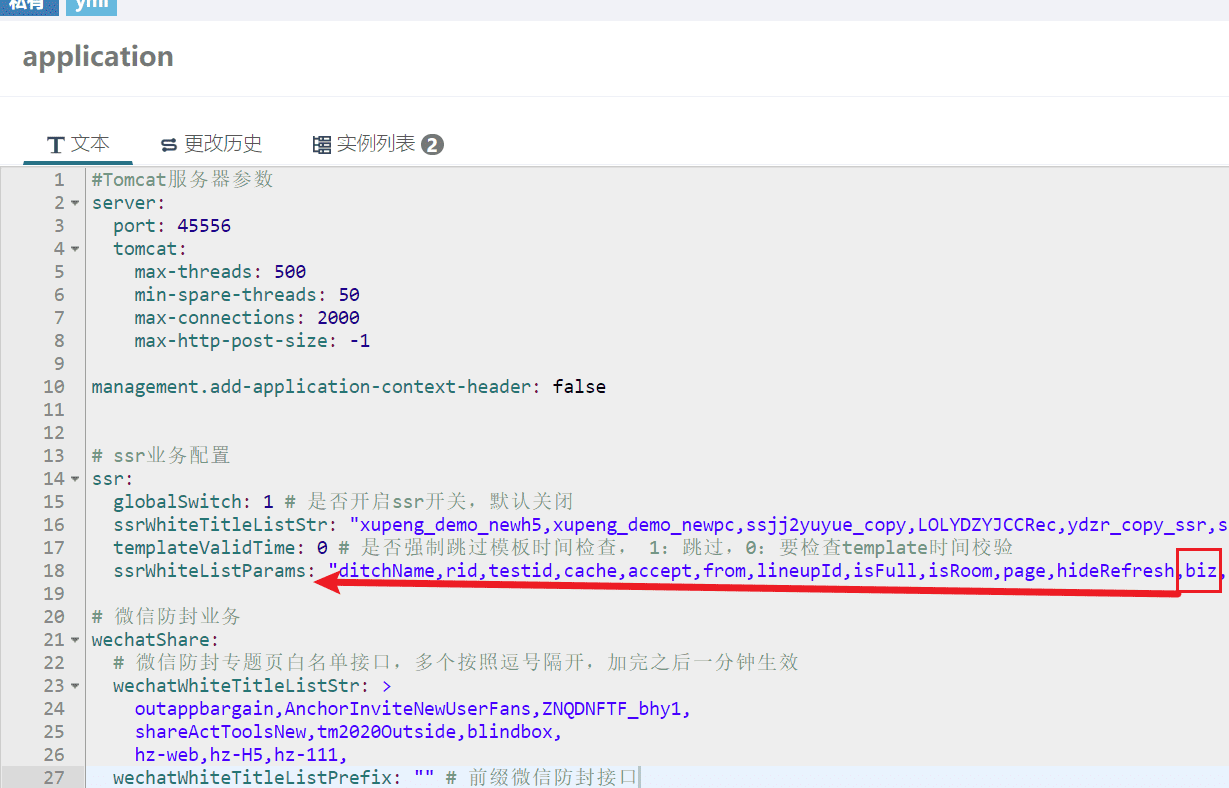 私有 yml
application
文本 更改历史 实例列表 2
1 #Tomcat服务器参数
2 server:
3 port: 45556
4 tomcat:
5 max-threads: 500
6 min-spare-threads: 50
7 max-connections: 2000
8 max-http-post-size: -1
9
10 management.add-application-context-header: false
11
12
13 # ssr业务配置
14 ssr:
15 globalSwitch: 1 # 是否开启ssr开关，默认关闭
16 ssrWhiteTitleListStr: "xupeng_demo_newh5,xupeng_demo_newpc,ssjj2yuyue_copy,LOLYDZYJCCRec,ydzr_copy_ssr,s
17 templateValidTime: 0 # 是否强制跳过模板时间检查， 1：跳过，0：要检查template时间校验
18 ssrWhiteListParams: "ditchName,rid,testid,cache,accept,from,lineupId,isFull,isRoom,page,hideRefresh,biz,
19
20 # 微信防封业务
21 wechatShare:
22 # 微信防封专题页白名单接口，多个按照逗号隔开，加完之后一分钟生效
23 wechatWhiteTitleListStr: >
24 outappbargain,AnchorInviteNewUserFans,ZNQDNFTF_bhy1,
25 shareActToolsNew,tm2020Outside,blindbox,
26 hz-web,hz-H5,hz-111,
27 wechatWhiteTitleListPrefix: "" # 前缀微信防封接口